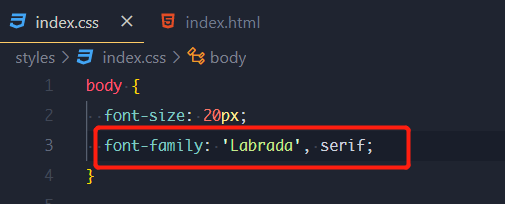 index.css index.html
styles > index.css > body
1 body {
2 font-size: 20px;
3 font-family: 'Labrada', serif;
4 }